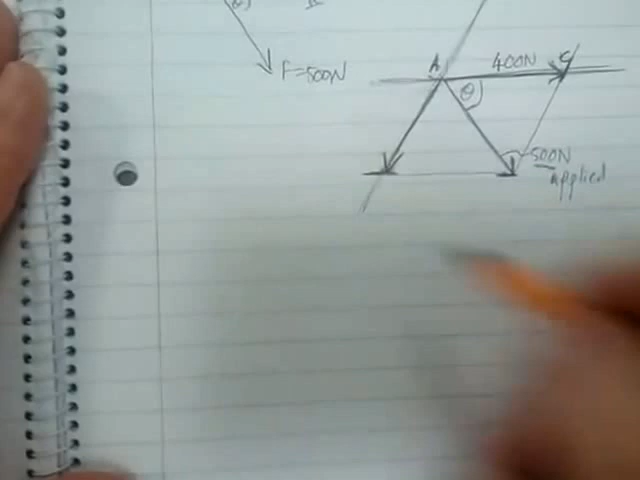 θ
F=500N
A 400N C
θ
500N
applied